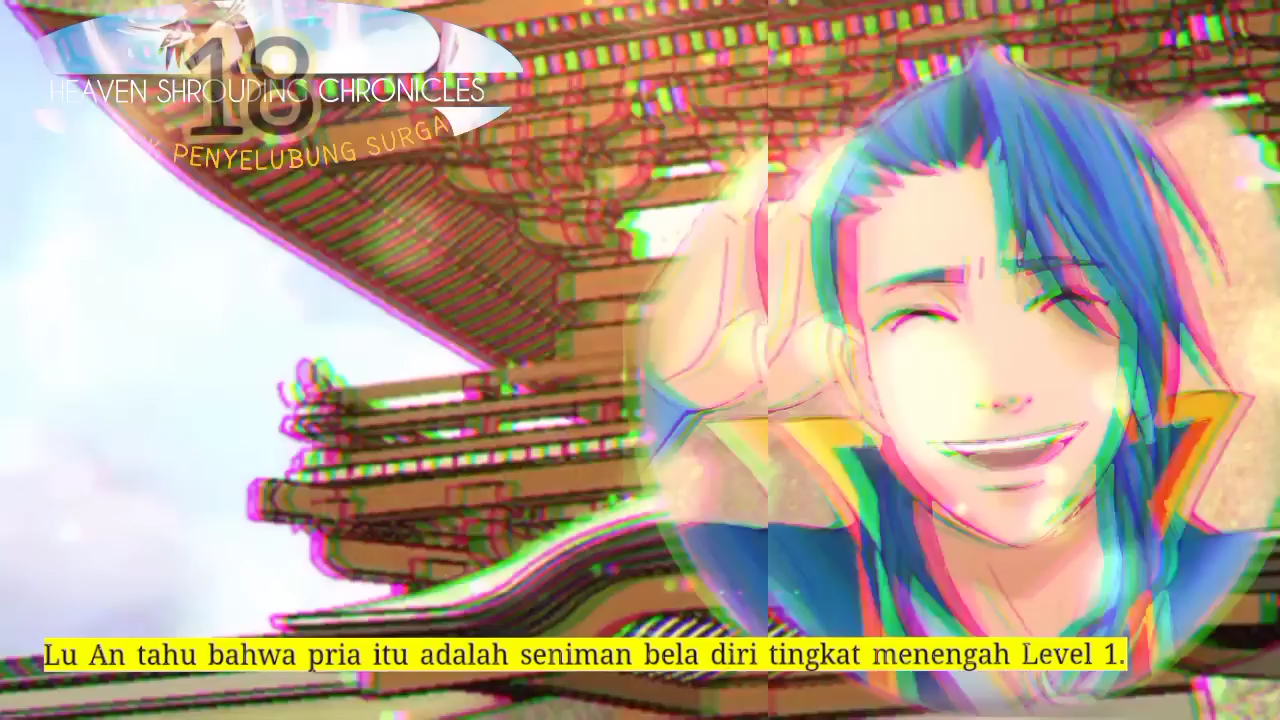 18
HEAVEN SHROUDING CHRONICLES
PENYELUBUNG SURGA
Lu An tahu bahwa pria itu adalah seniman bela diri tingkat menengah Level 1.